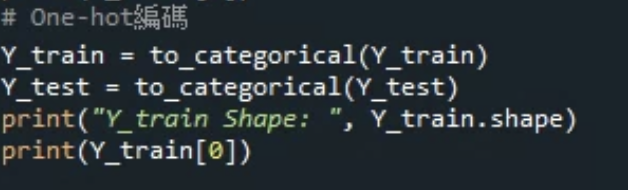 # One-hot編碼
Y_train = to_categorical(Y_train)
Y_test = to_categorical(Y_test)
print("Y_train Shape: ", Y_train.shape)
print(Y_train[0])